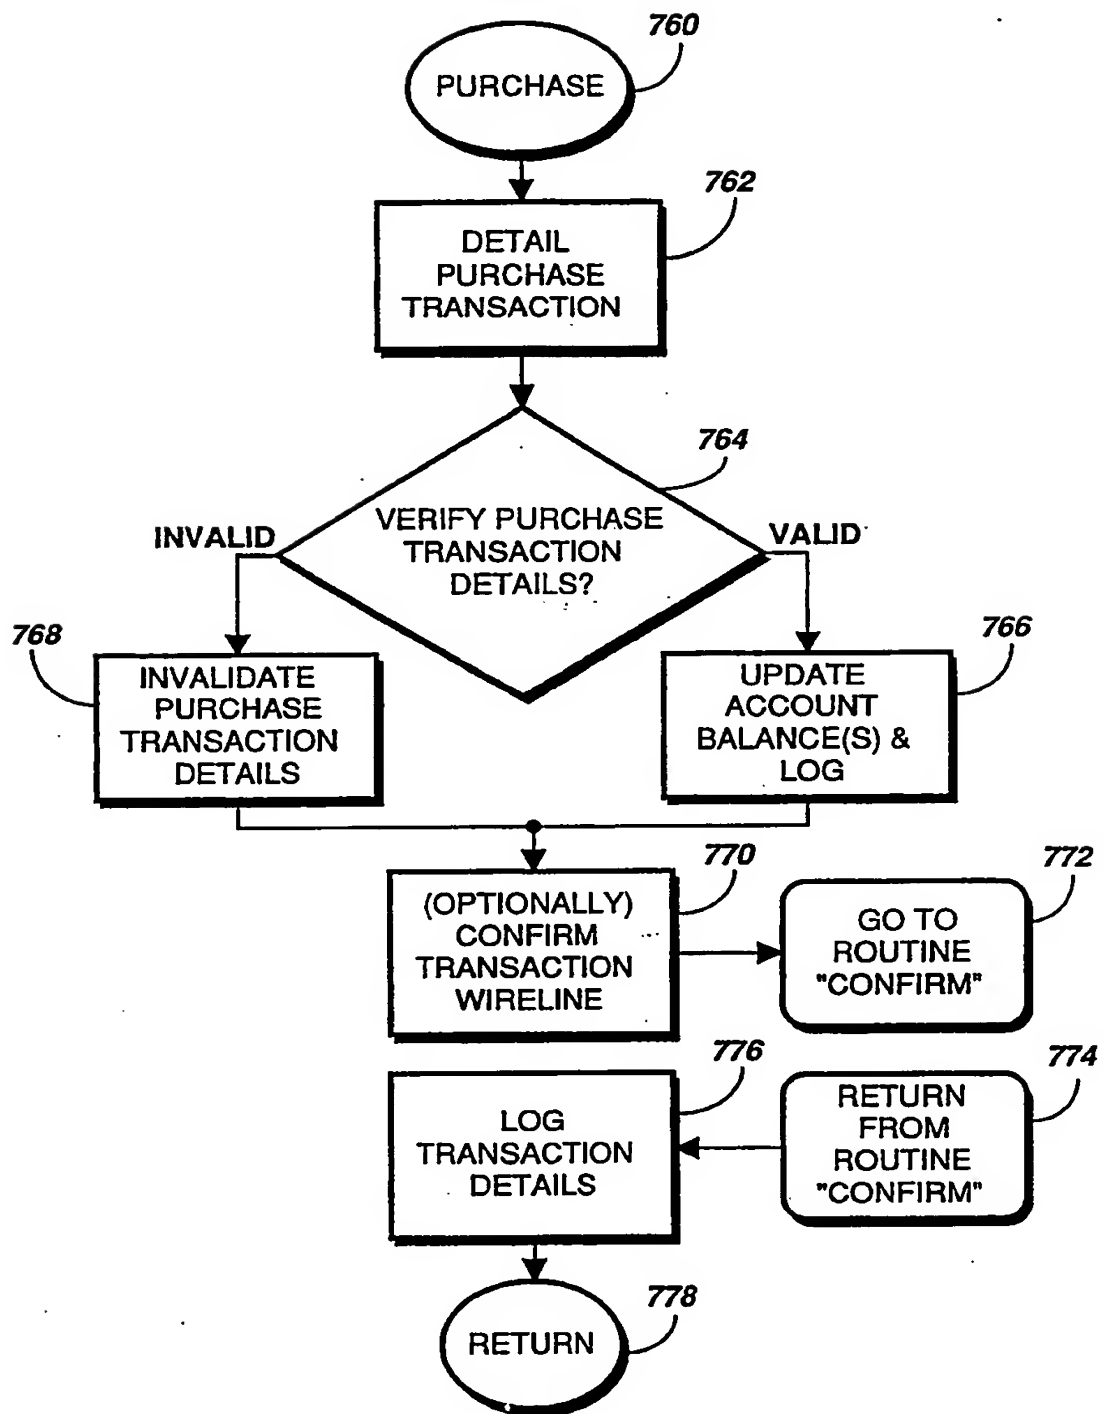 760
PURCHASE
762
DETAIL
PURCHASE
TRANSACTION
764
VERIFY PURCHASE
TRANSACTION
DETAILS?
INVALID
VALID
768
INVALIDATE
PURCHASE
TRANSACTION
DETAILS
766
UPDATE
ACCOUNT
BALANCE(S) &
LOG
770
(OPTIONALLY)
CONFIRM
TRANSACTION
WIRELINE
772
GO TO
ROUTINE
"CONFIRM"
776
LOG
TRANSACTION
DETAILS
774
RETURN
FROM
ROUTINE
"CONFIRM"
778
RETURN